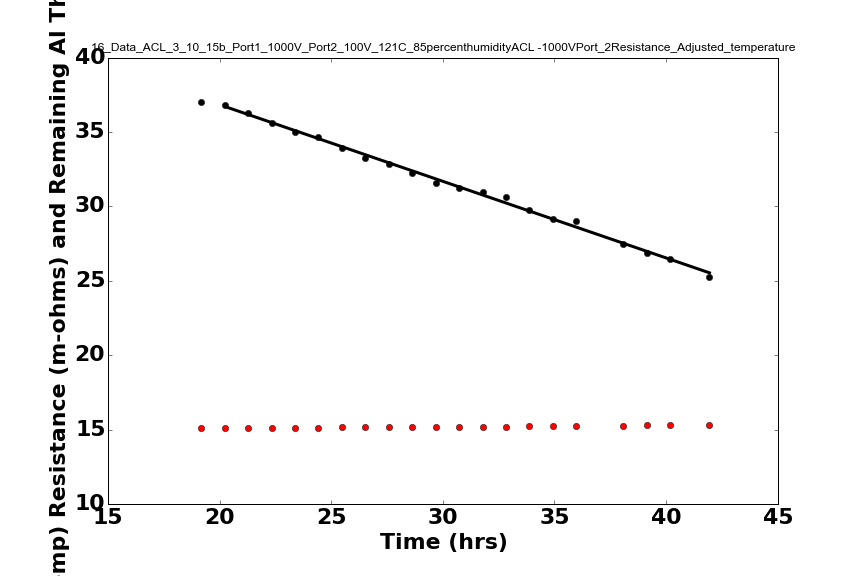 16_Data_ACL_3_10_15b_Port1_1000V_Port2_100V_121C_85percenthumidityACL -1000VPort_2Resistance_Adjusted_temperature
mp) Resistance (m-ohms) and Remaining Al Th
40
35
30
25
20
15
10
15 20 25 30 35 40 45
Time (hrs)